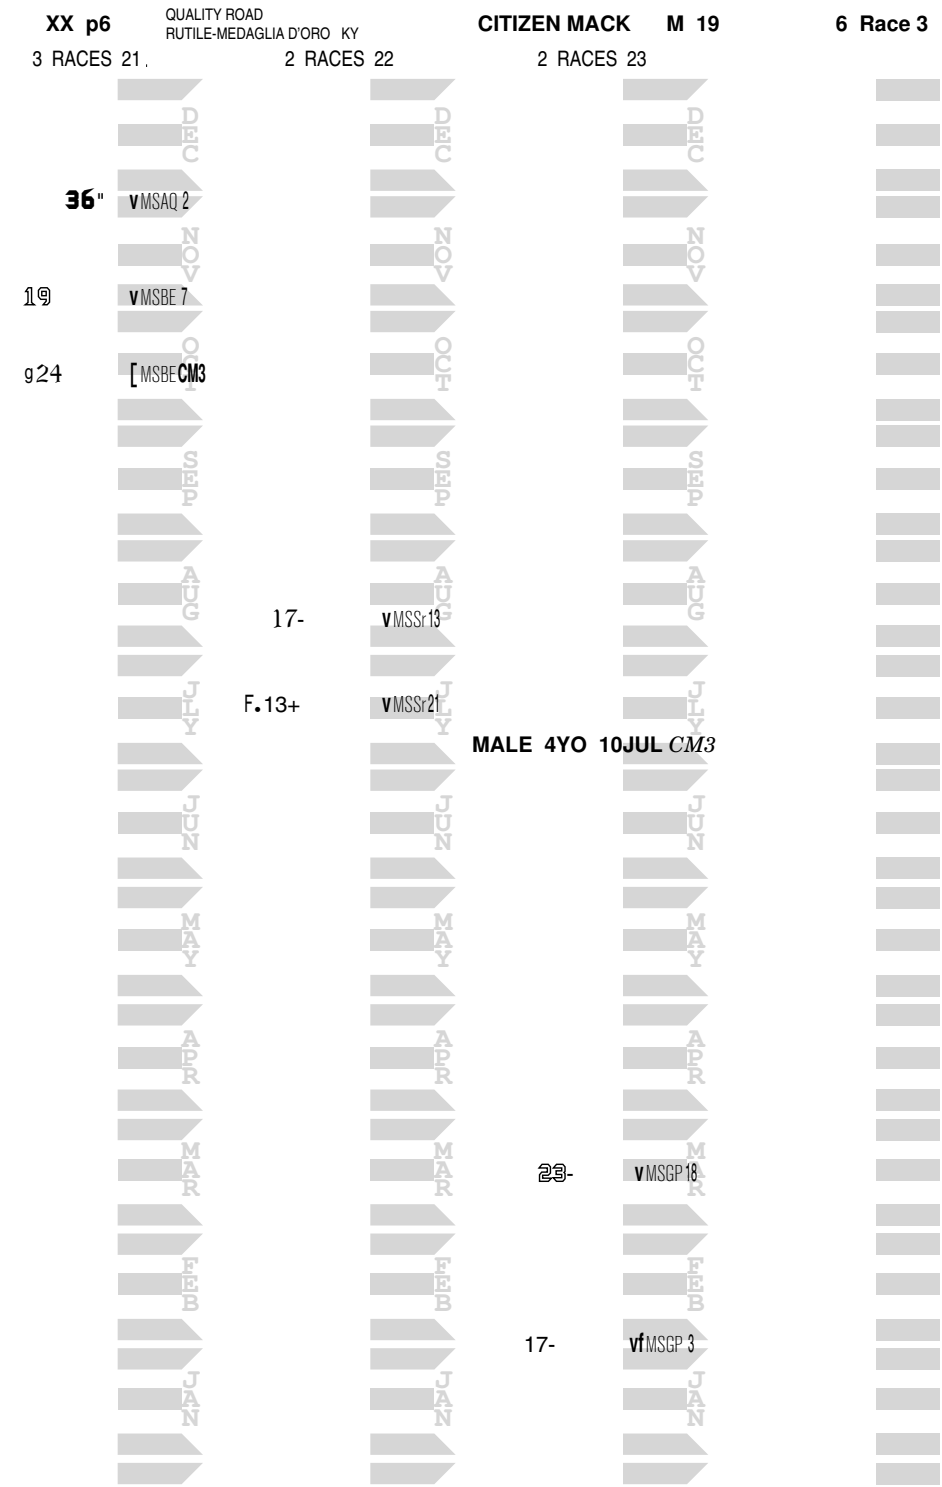 XX p6 QUALITY ROAD CITIZEN MACK M 19 6 Race 3
RUTILE-MEDAGLIA D'ORO KY
3 RACES 21. 2 RACES 22 2 RACES 23
DEC DEC DEC
36" vMSAQ 2
NOV NOV NOV
19 vMSBE 7
OCT OCT OCT
g24 [MSBECM3
SEP SEP SEP
AUG AUG AUG
17- vMSSr13
JLY JLY JLY
F.13+ vMSSr21
MALE 4YO 10JUL CM3
JUN JUN JUN
MAY MAY MAY
APR APR APR
MAR MAR MAR
23- vMSGP18
FEB FEB FEB
17- vfMSGP 3
JAN JAN JAN